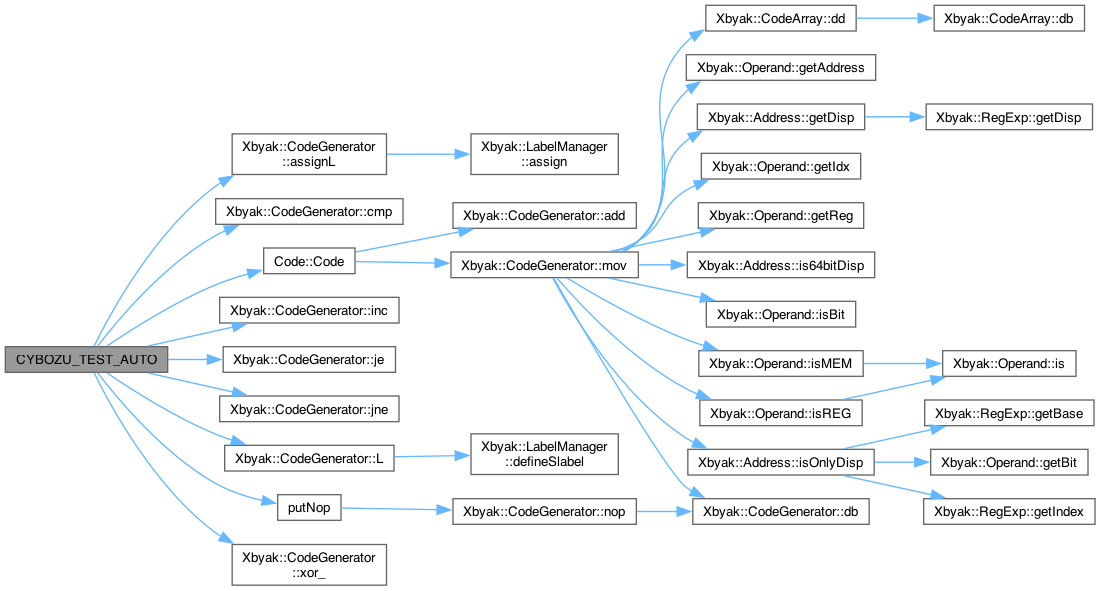 Xbyak::CodeArray::dd
Xbyak::CodeArray::db
Xbyak::Operand::getAddress
Xbyak::Address::getDisp
Xbyak::RegExp::getDisp
Xbyak::CodeGenerator
::assignL
Xbyak::LabelManager
::assign
Xbyak::Operand::getIdx
Xbyak::CodeGenerator::cmp
Xbyak::CodeGenerator::add
Xbyak::Operand::getReg
Code::Code
Xbyak::CodeGenerator::mov
Xbyak::Address::is64bitDisp
Xbyak::CodeGenerator::inc
Xbyak::Operand::isBit
CYBOZU_TEST_AUTO
Xbyak::CodeGenerator::je
Xbyak::Operand::isMEM
Xbyak::Operand::is
Xbyak::CodeGenerator::jne
Xbyak::Operand::isREG
Xbyak::RegExp::getBase
Xbyak::CodeGenerator::L
Xbyak::LabelManager
::defineSlabel
Xbyak::Address::isOnlyDisp
Xbyak::Operand::getBit
putNop
Xbyak::CodeGenerator::nop
Xbyak::CodeGenerator::db
Xbyak::RegExp::getIndex
Xbyak::CodeGenerator
::xor_